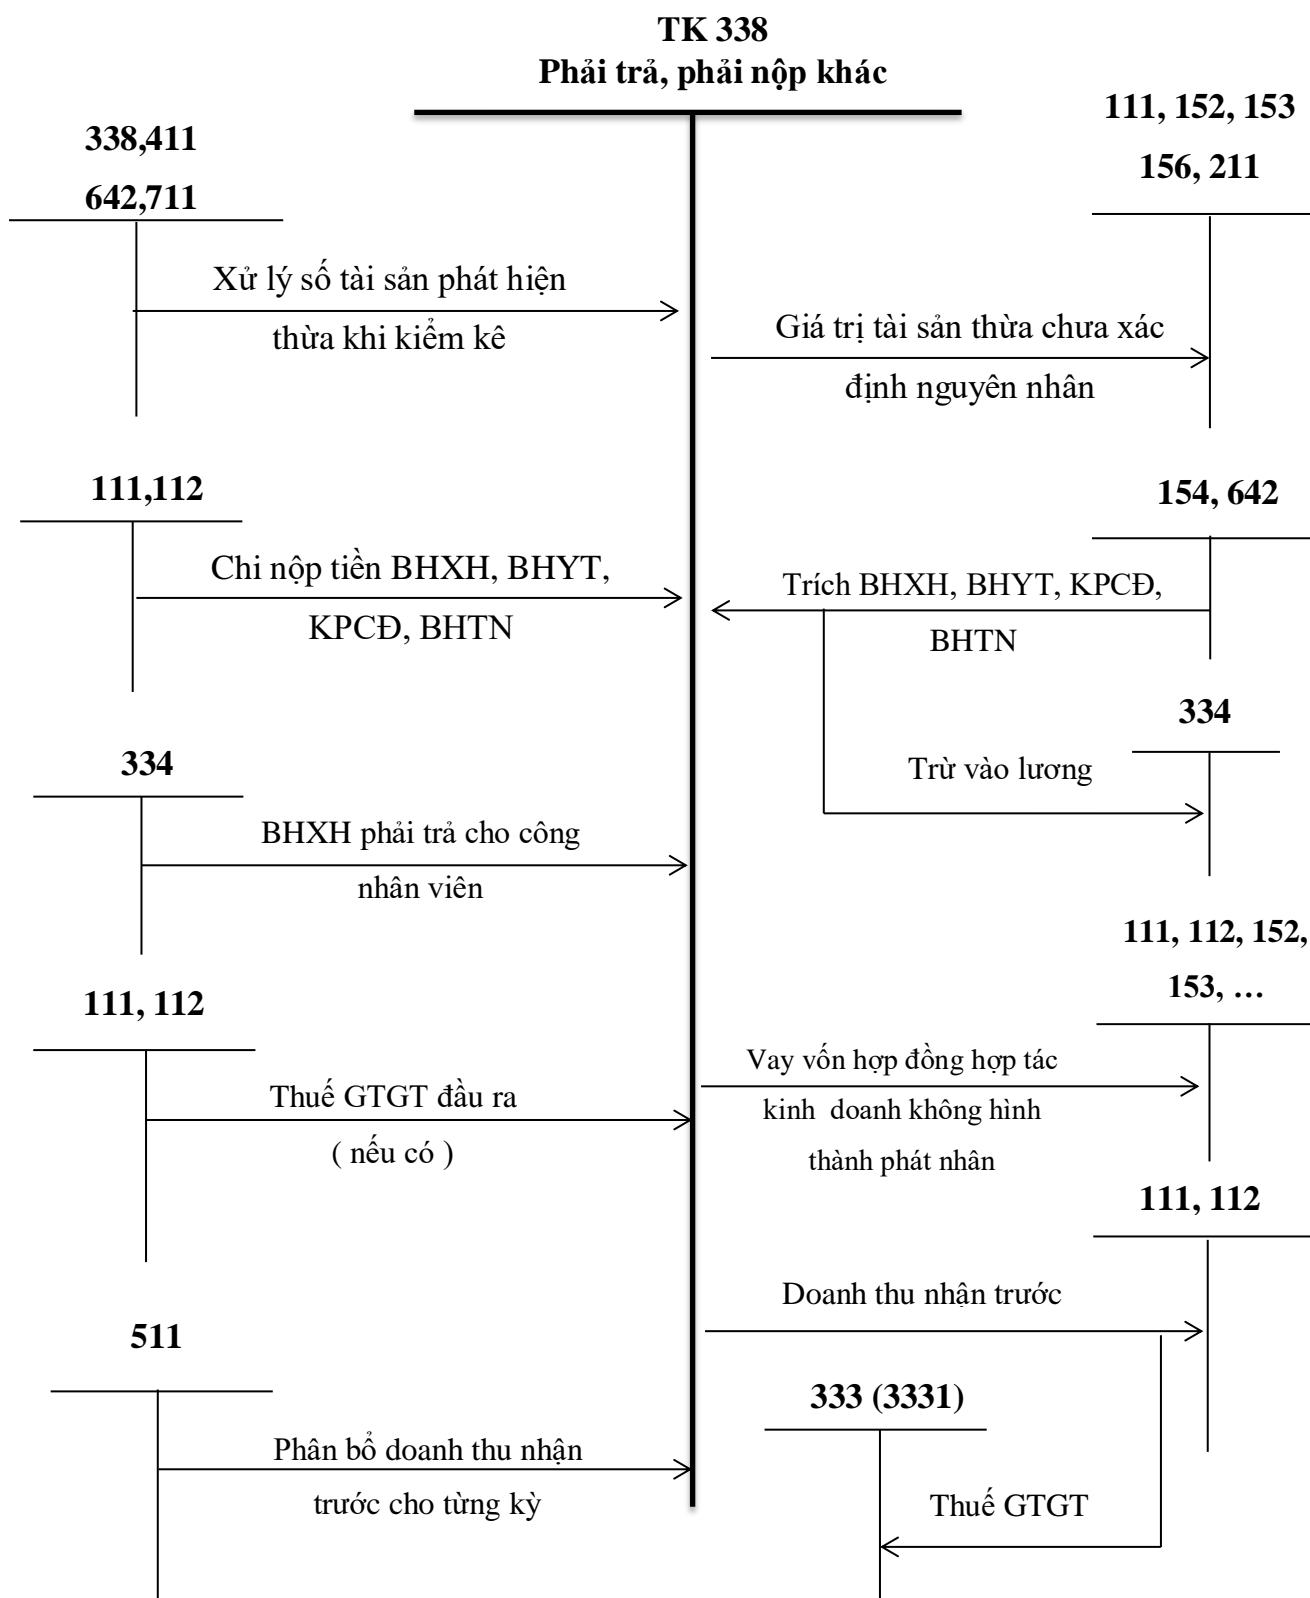 TK 338
Phải trả, phải nộp khác
338,411
642,711
Xử lý số tài sản phát hiện
thừa khi kiểm kê
111,112
Chi nộp tiền BHXH, BHYT,
KPCĐ, BHTN
334
BHXH phải trả cho công
nhân viên
111, 112
Thuế GTGT đầu ra
( nếu có )
511
Phân bổ doanh thu nhận
trước cho từng kỳ
111, 152, 153
156, 211
Giá trị tài sản thừa chưa xác
định nguyên nhân
154, 642
Trích BHXH, BHYT, KPCĐ,
BHTN
334
Trừ vào lương
111, 112, 152,
153, …
Vay vốn hợp đồng hợp tác
kinh doanh không hình
thành phát nhân
111, 112
Doanh thu nhận trước
333 (3331)
Thuế GTGT